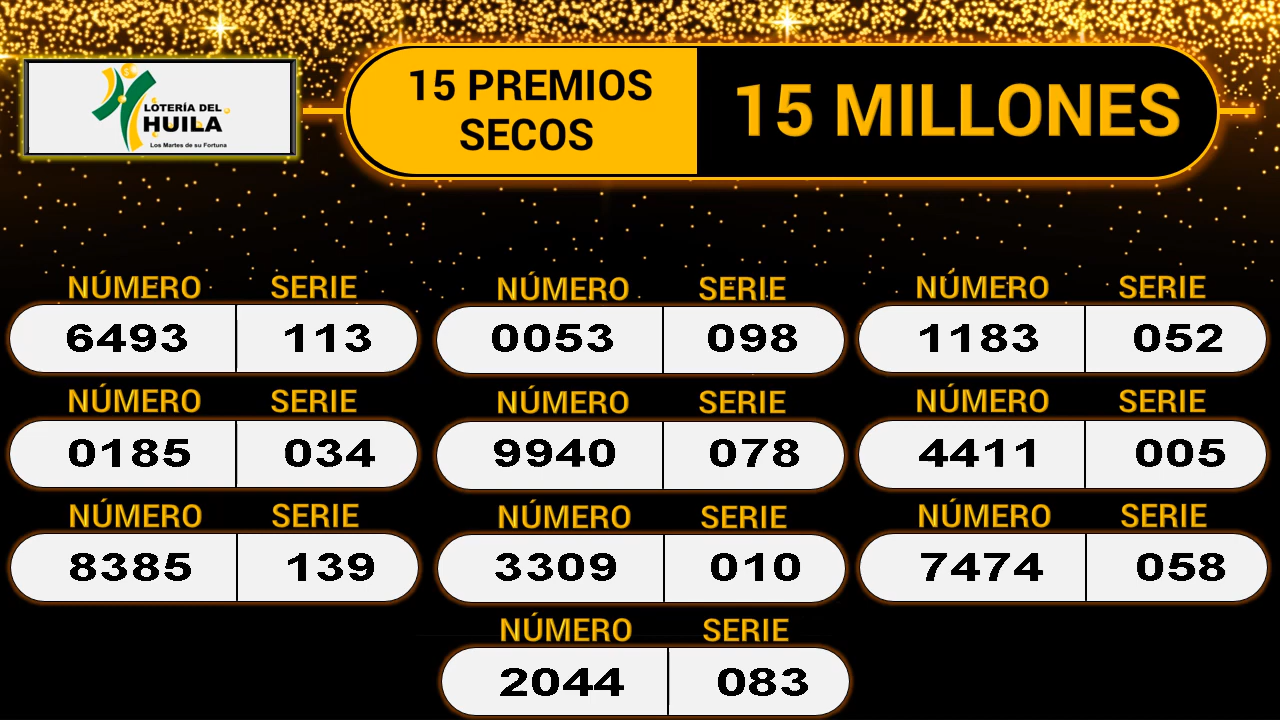 LOTERÍA DEL
HUILA
Los Martes de su Fortuna
15 PREMIOS
SECOS
15 MILLONES
NÚMERO SERIE NÚMERO SERIE NÚMERO SERIE
6493 113 0053 098 1183 052
NÚMERO SERIE NÚMERO SERIE NÚMERO SERIE
0185 034 9940 078 4411 005
NÚMERO SERIE NÚMERO SERIE NÚMERO SERIE
8385 139 3309 010 7474 058
NÚMERO SERIE
2044 083